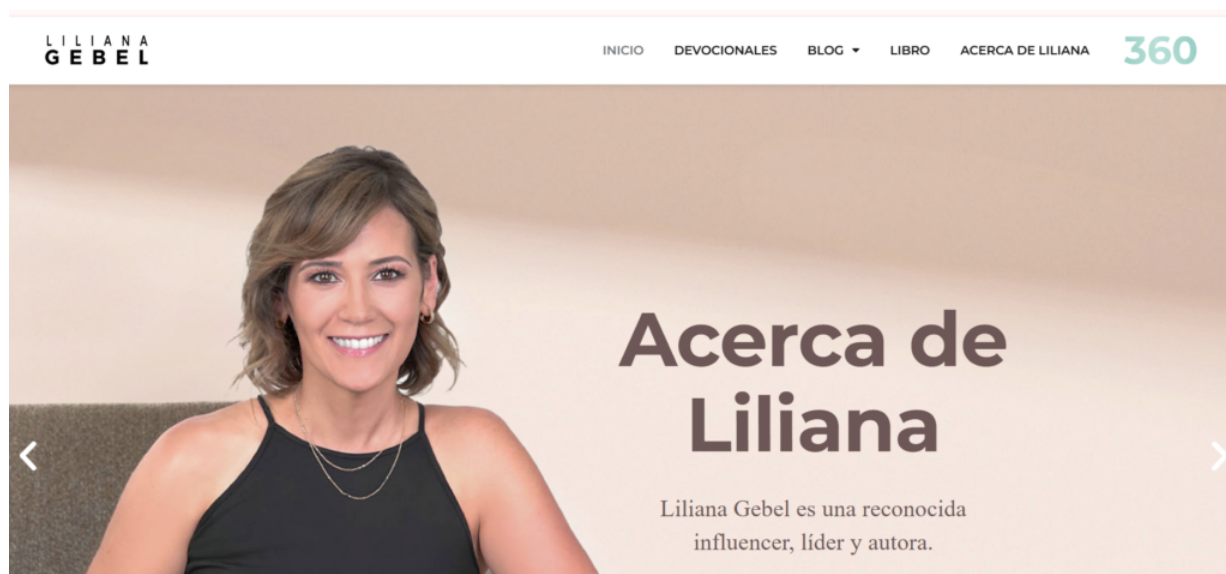 LILIANA
GEBEL
INICIO DEVOCIONALES BLOG LIBRO ACERCA DE LILIANA 360
Acerca de
Liliana
Liliana Gebel es una reconocida
influencer, líder y autora.